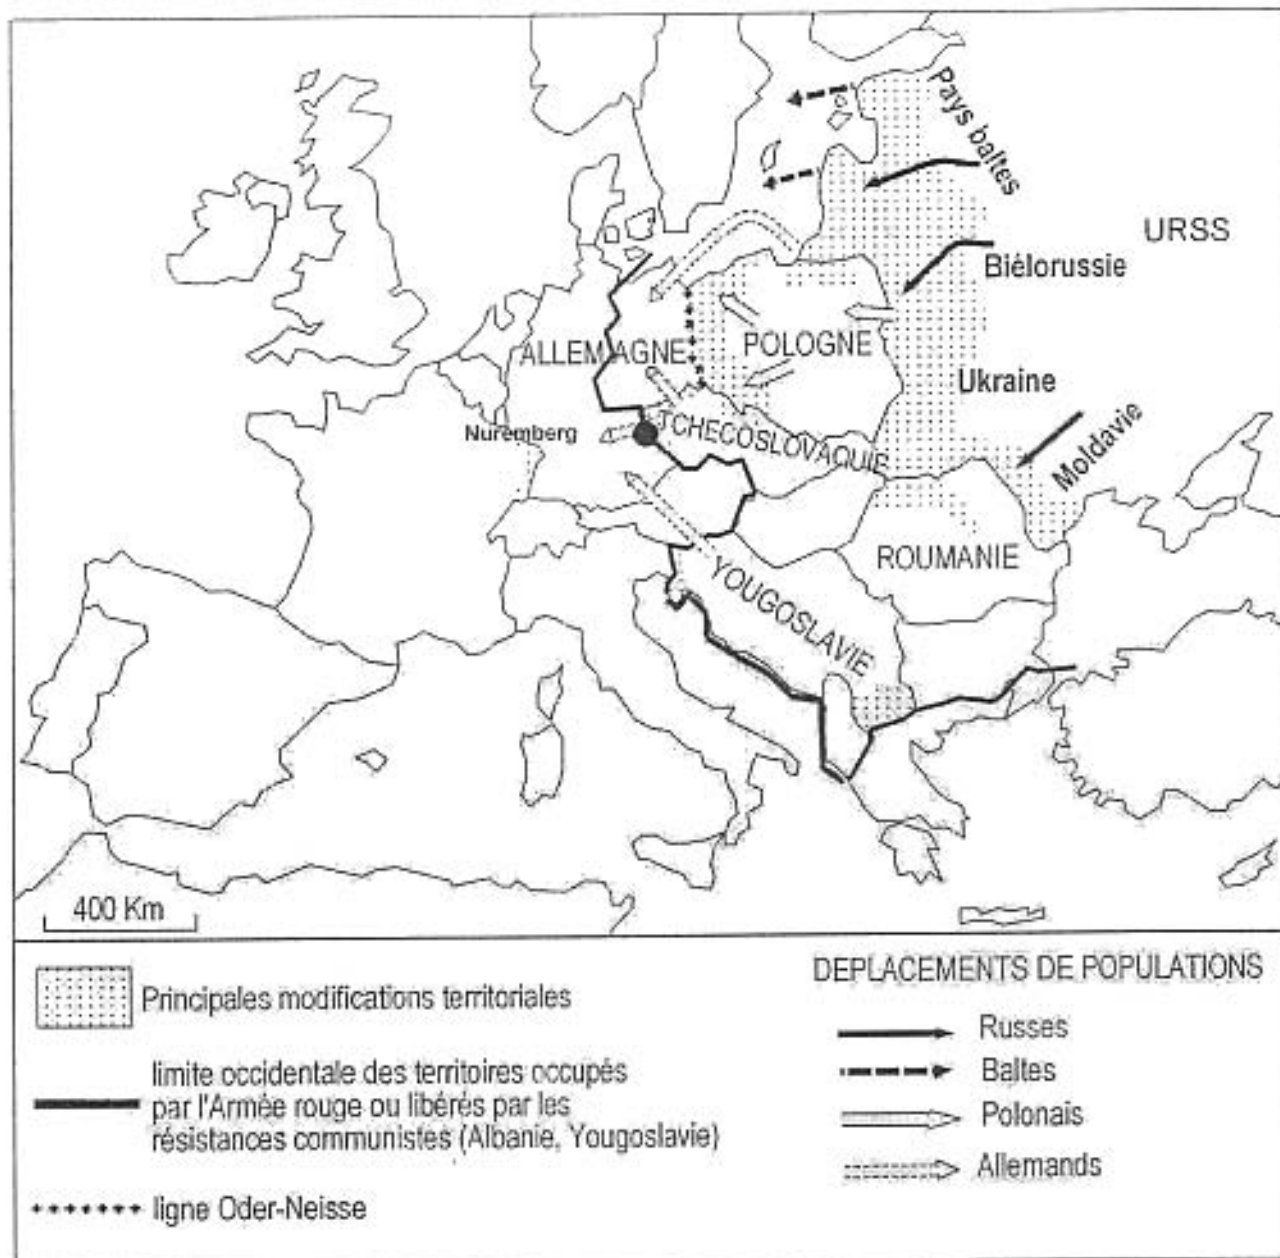 Pays baltes
URSS
Biélorussie
ALLEMAGNE
POLOGNE
Ukraine
Nuremberg
TCHECOSLOVAQUIE
Moldavie
ROUMANIE
YOUGOSLAVIE
400 Km
Principales modifications territoriales
limite occidentale des territoires occupés
par l'Armée rouge ou libérés par les
résistances communistes (Albanie, Yougoslavie)
ligne Oder-Neisse
DEPLACEMENTS DE POPULATIONS
Russes
Baltes
Polonais
Allemands